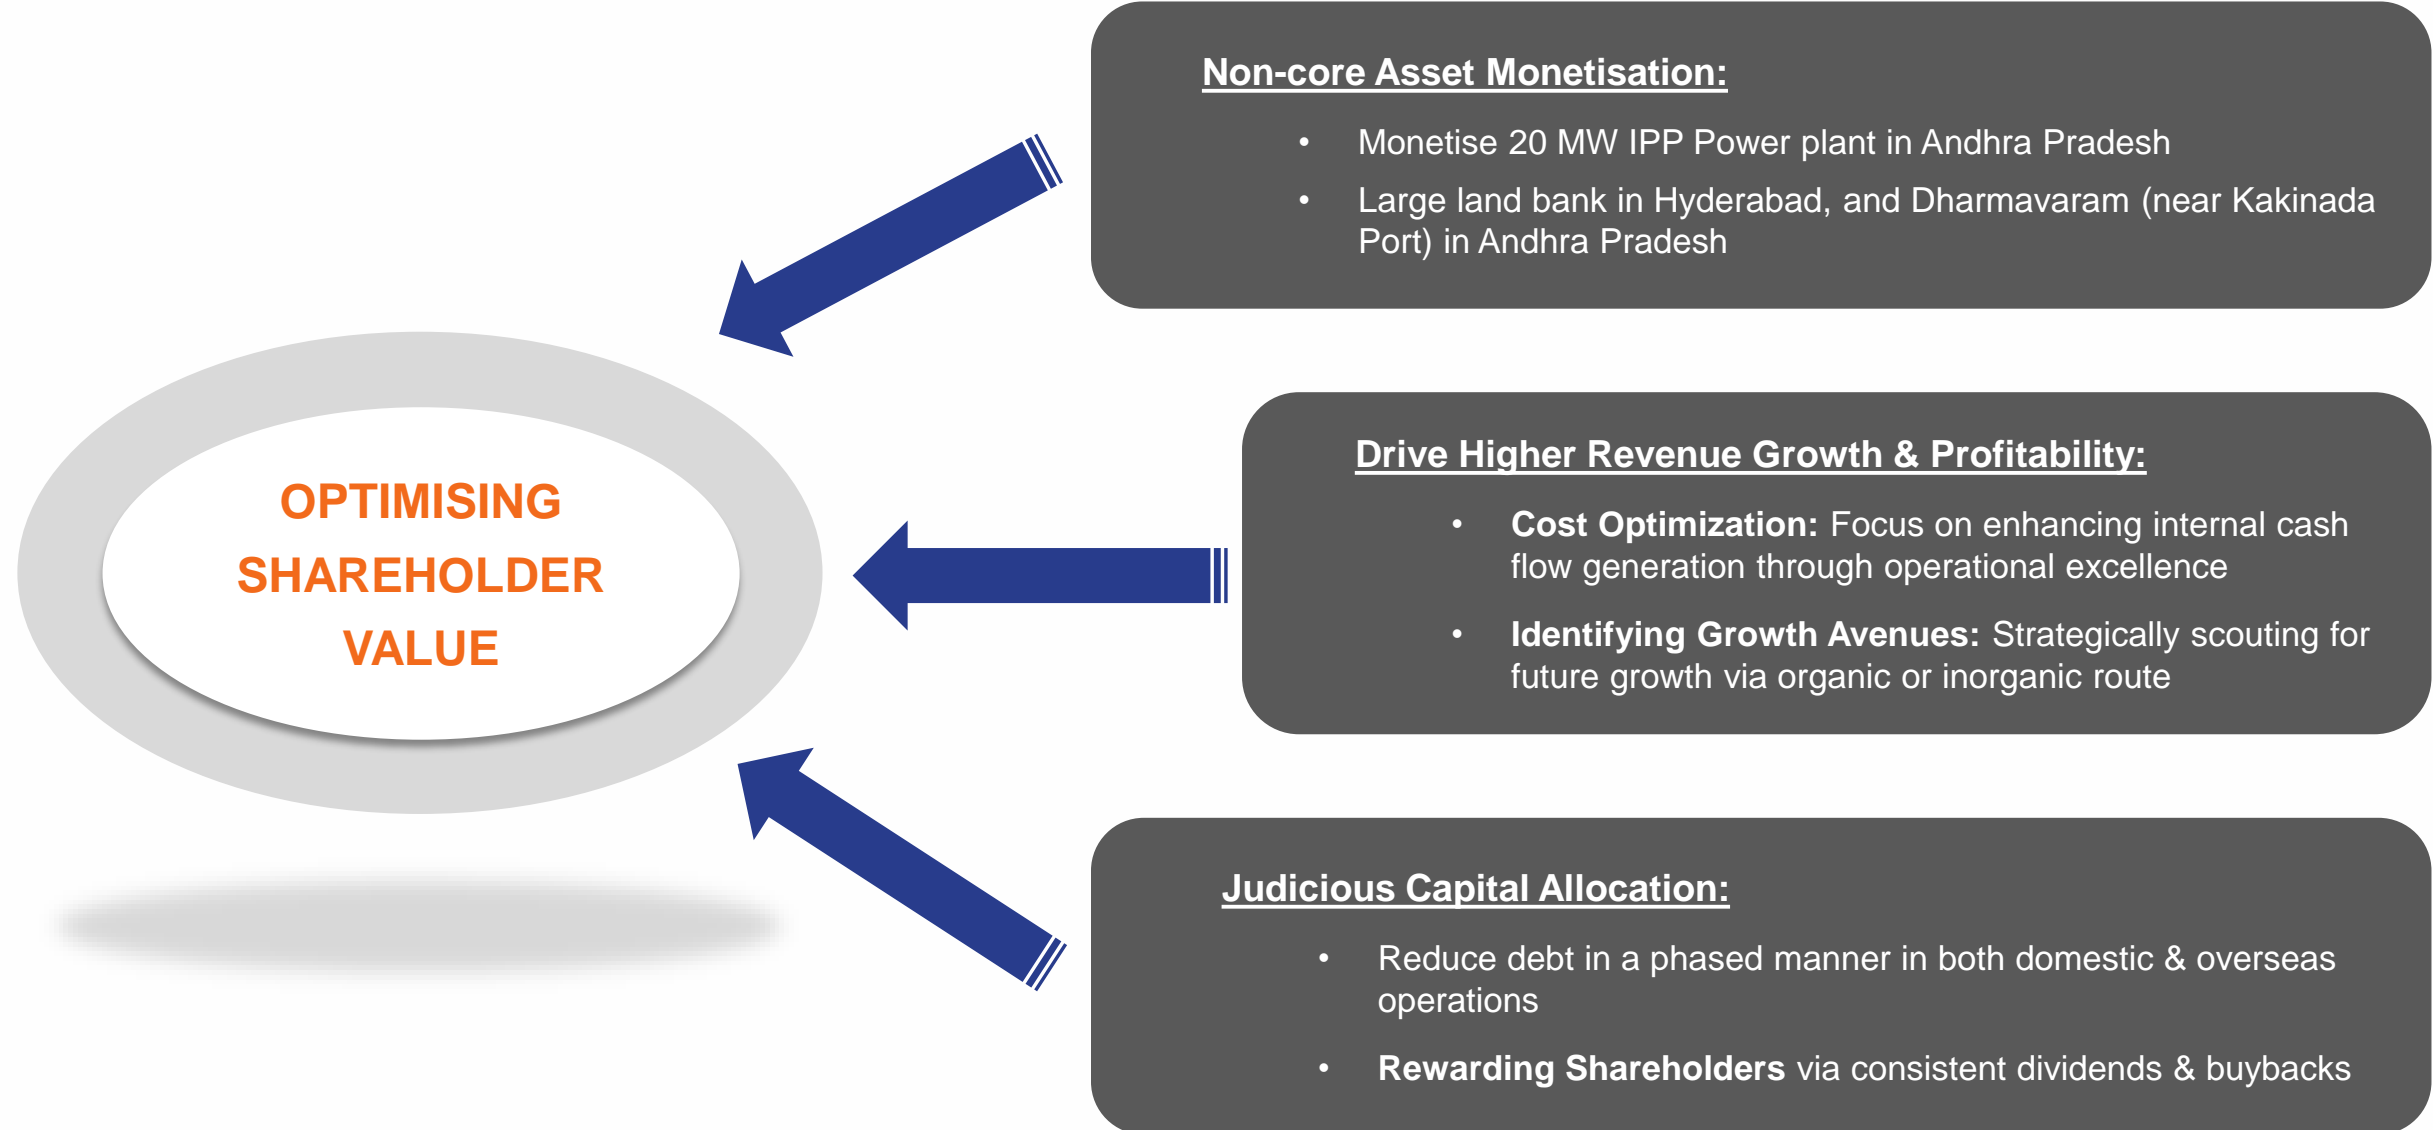 Non-core Asset Monetisation:
• Monetise 20 MW IPP Power plant in Andhra Pradesh
• Large land bank in Hyderabad, and Dharmavaram (near Kakinada
Port) in Andhra Pradesh
OPTIMISING
SHAREHOLDER
VALUE
Drive Higher Revenue Growth & Profitability:
• Cost Optimization: Focus on enhancing internal cash
flow generation through operational excellence
• Identifying Growth Avenues: Strategically scouting for
future growth via organic or inorganic route
Judicious Capital Allocation:
• Reduce debt in a phased manner in both domestic & overseas
operations
• Rewarding Shareholders via consistent dividends & buybacks